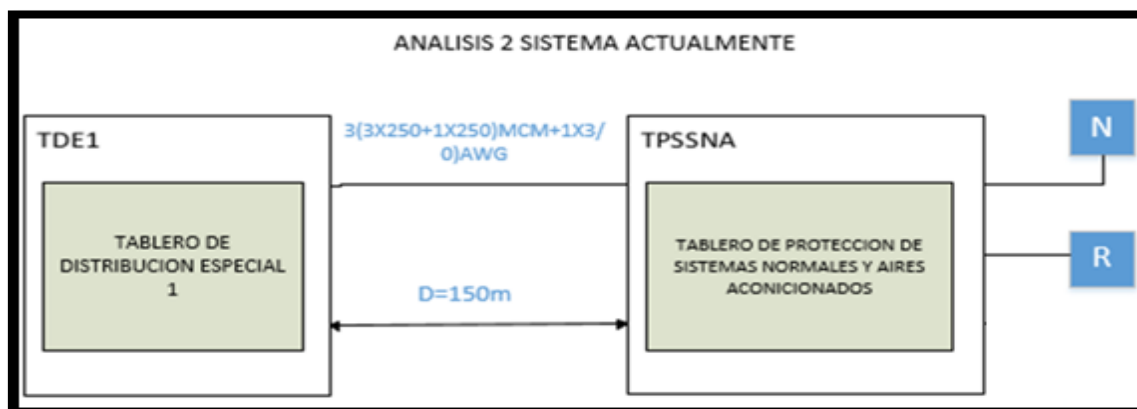 ANALISIS 2 SISTEMA ACTUALMENTE
TDE1
3(3X250+1X250)MCM+1X3/
0)AWG
TPSSNA
N
TABLERO DE
DISTRIBUCION ESPECIAL
1
TABLERO DE PROTECCION DE
SISTEMAS NORMALES Y AIRES
ACONICIONADOS
R
D=150m